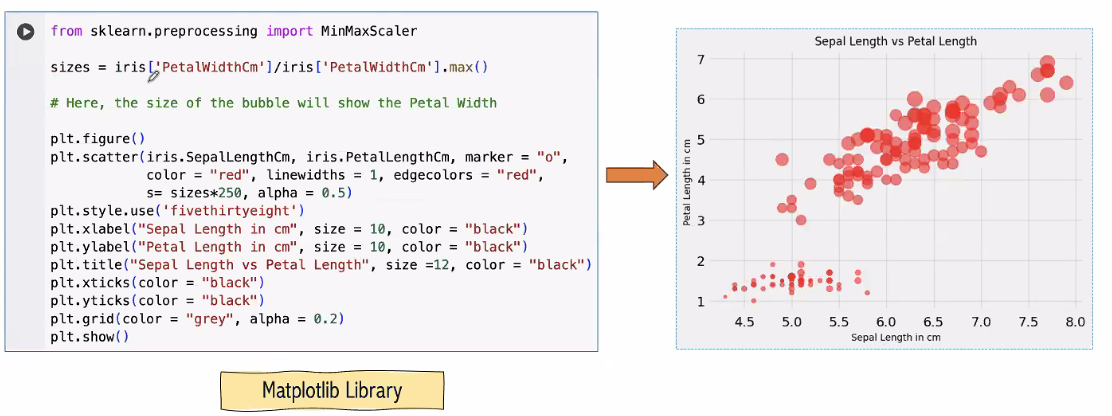 from sklearn.preprocessing import MinMaxScaler
sizes = iris['PetalWidthCm']/iris['PetalWidthCm'].max()
# Here, the size of the bubble will show the Petal Width
plt.figure()
plt.scatter(iris.SepalLengthCm, iris.PetalLengthCm, marker = "o",
color = "red", linewidths = 1, edgecolors = "red",
s= sizes*250, alpha = 0.5)
plt.style.use('fivethirtyeight')
plt.xlabel("Sepal Length in cm", size = 10, color = "black")
plt.ylabel("Petal Length in cm", size = 10, color = "black")
plt.title("Sepal Length vs Petal Length", size =12, color = "black")
plt.xticks(color = "black")
plt.yticks(color = "black")
plt.grid(color = "grey", alpha = 0.2)
plt.show()
Sepal Length vs Petal Length
Petal Length in cm
7
6
5
4
3
2
1
4.5 5.0 5.5 6.0 6.5 7.0 7.5 8.0
Sepal Length in cm
Matplotlib Library